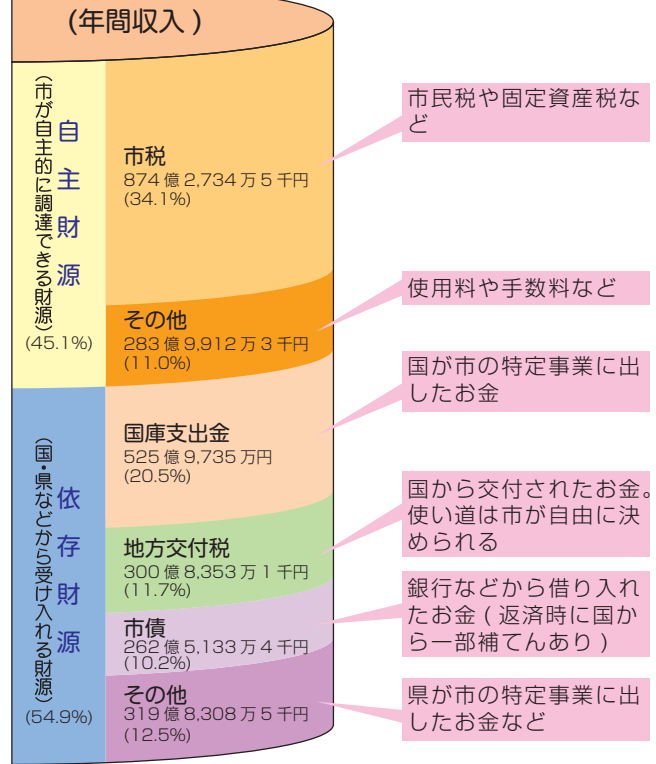 (年間収入)
自主財源
(市が自主的に調達できる財源)
(45.1%)
市税
874億2,734万5千円
(34.1%)
市民税や固定資産税な
ど
その他
283億9,912万3千円
(11.0%)
使用料や手数料など
依存財源
(国・県などから受け入れる財源)
(54.9%)
国庫支出金
525億9,735万円
(20.5%)
国が市の特定事業に出
したお金
地方交付税
300億8,353万1千円
(11.7%)
国から交付されたお金。
使い道は市が自由に決
められる
市債
262億5,133万4千円
(10.2%)
銀行などから借り入れ
たお金(返済時に国か
ら一部補てんあり)
その他
319億8,308万5千円
(12.5%)
県が市の特定事業に出
したお金など